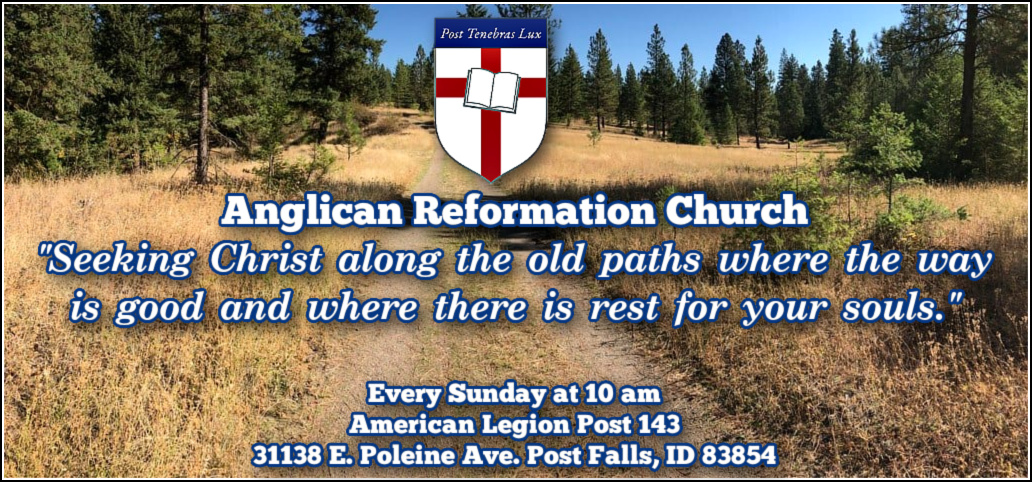 Post Tenebras Lux
Anglican Reformation Church
"Seeking Christ along the old paths where the way
is good and where there is rest for your souls."
Every Sunday at 10 am
American Legion Post 143
31138 E. Poleine Ave. Post Falls, ID 83854